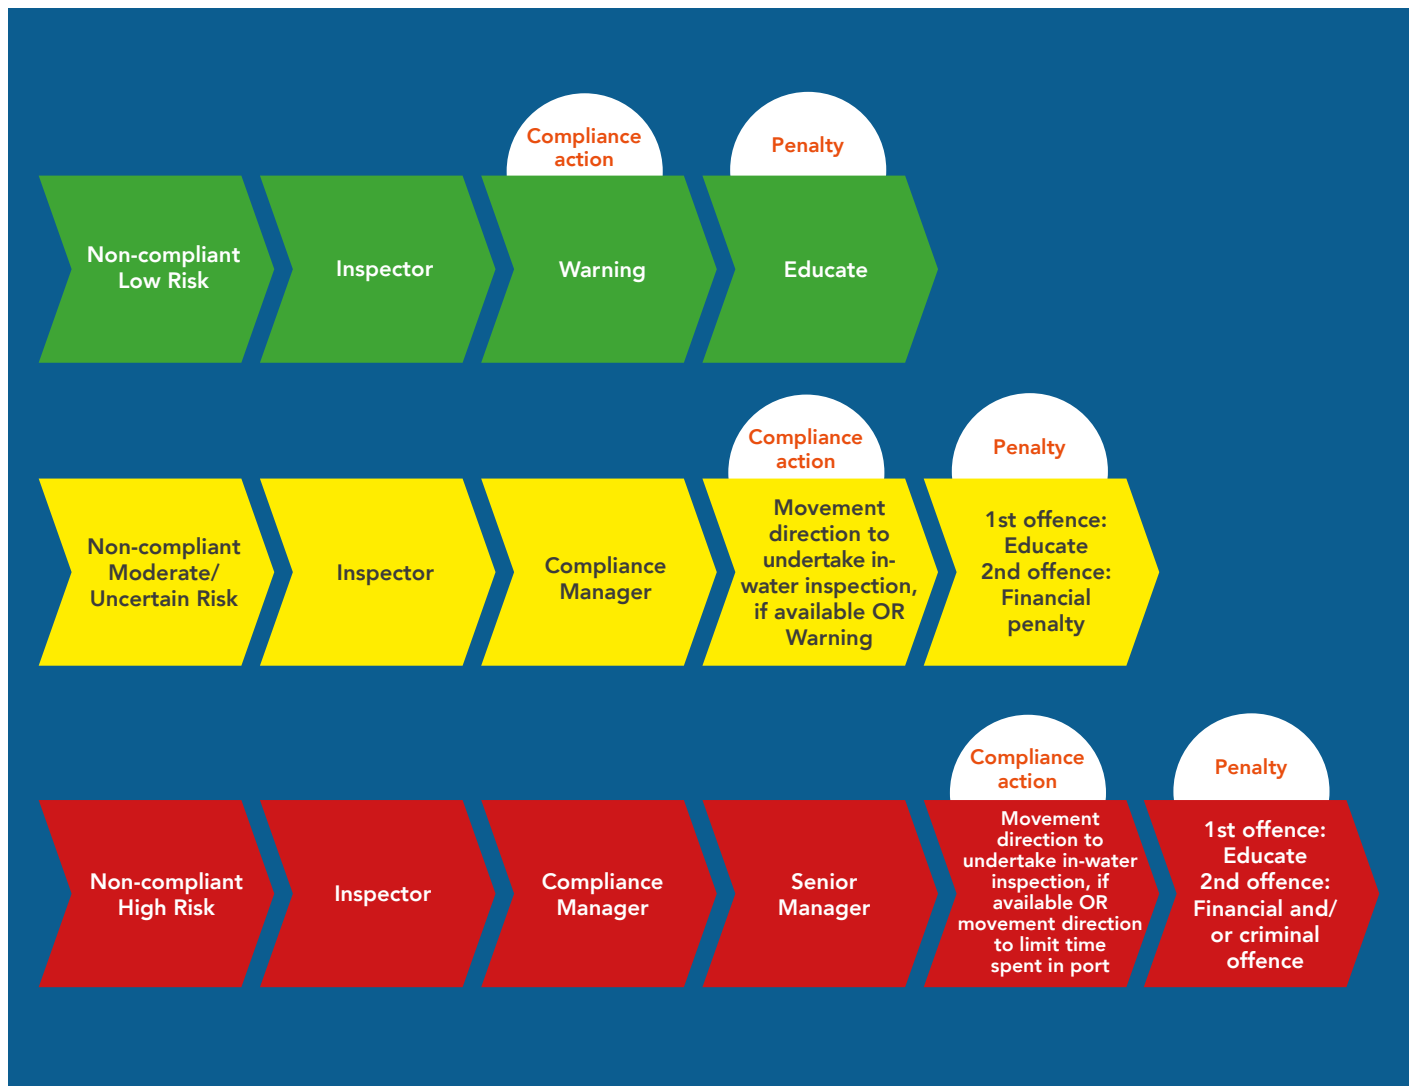 Compliance
action
Penalty
Non-compliant
Low Risk
Inspector
Warning
Educate
Compliance
action
Penalty
Non-compliant
Moderate/
Uncertain Risk
Inspector
Compliance
Manager
Movement
direction to
undertake in-
water inspection,
if available OR
Warning
1st offence:
Educate
2nd offence:
Financial
penalty
Compliance
action
Penalty
Non-compliant
High Risk
Inspector
Compliance
Manager
Senior
Manager
Movement
direction to
undertake in-water
inspection, if
available OR
movement direction
to limit time
spent in port
1st offence:
Educate
2nd offence:
Financial and/
or criminal
offence